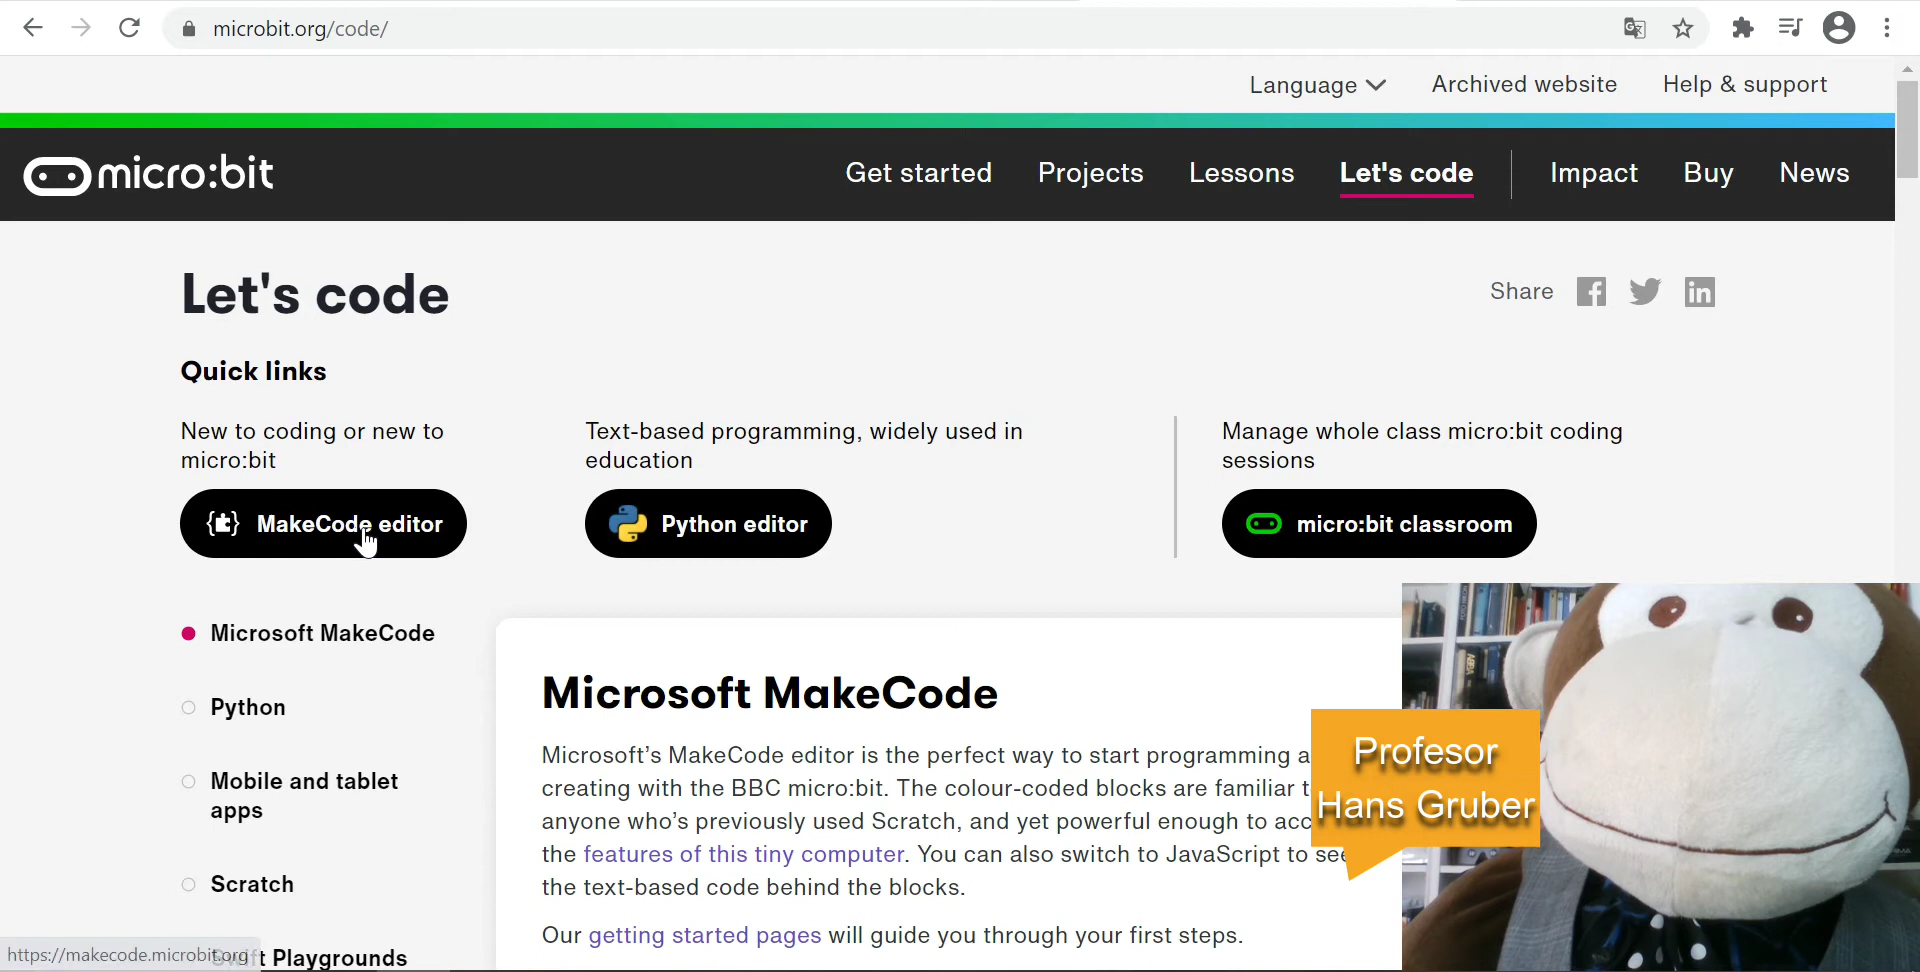 microbit.org/code/
Language
Archived website
Help & support
micro:bit
Get started
Projects
Lessons
Let's code
Impact
Buy
News
Let's code
Share
Quick links
New to coding or new to
micro:bit
MakeCode editor
Text-based programming, widely used in
education
Python editor
Manage whole class micro:bit coding
sessions
micro:bit classroom
Microsoft MakeCode
Python
Mobile and tablet
apps
Scratch
t Playgrounds
Microsoft MakeCode
Microsoft’s MakeCode editor is the perfect way to start programming a
creating with the BBC micro:bit. The colour-coded blocks are familiar t
anyone who’s previously used Scratch, and yet powerful enough to acc
the features of this tiny computer. You can also switch to JavaScript to see
the text-based code behind the blocks.
Our getting started pages will guide you through your first steps.
Profesor
Hans Gruber
https://makecode.microbit.org